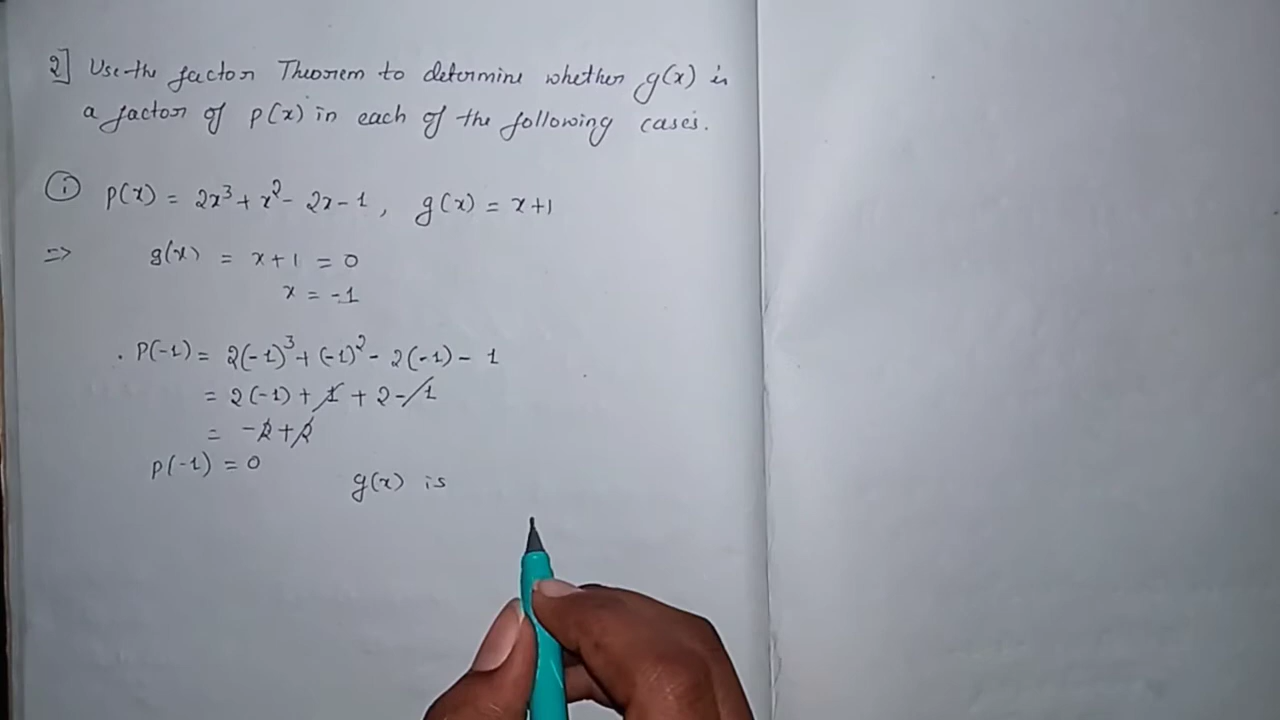 2] Use the factor Theorem to determine whether g(x) is
a factor of p(x) in each of the following cases.
(i) p(x) = 2x³ + x² - 2x - 1, g(x) = x+1
=> g(x) = x + 1 = 0
x = -1
. P(-1) = 2(-1)³ + (-1)² - 2(-1) - 1
= 2(-1) + 1 + 2 - 1
= -2 + 2
p(-1) = 0
g(x) is